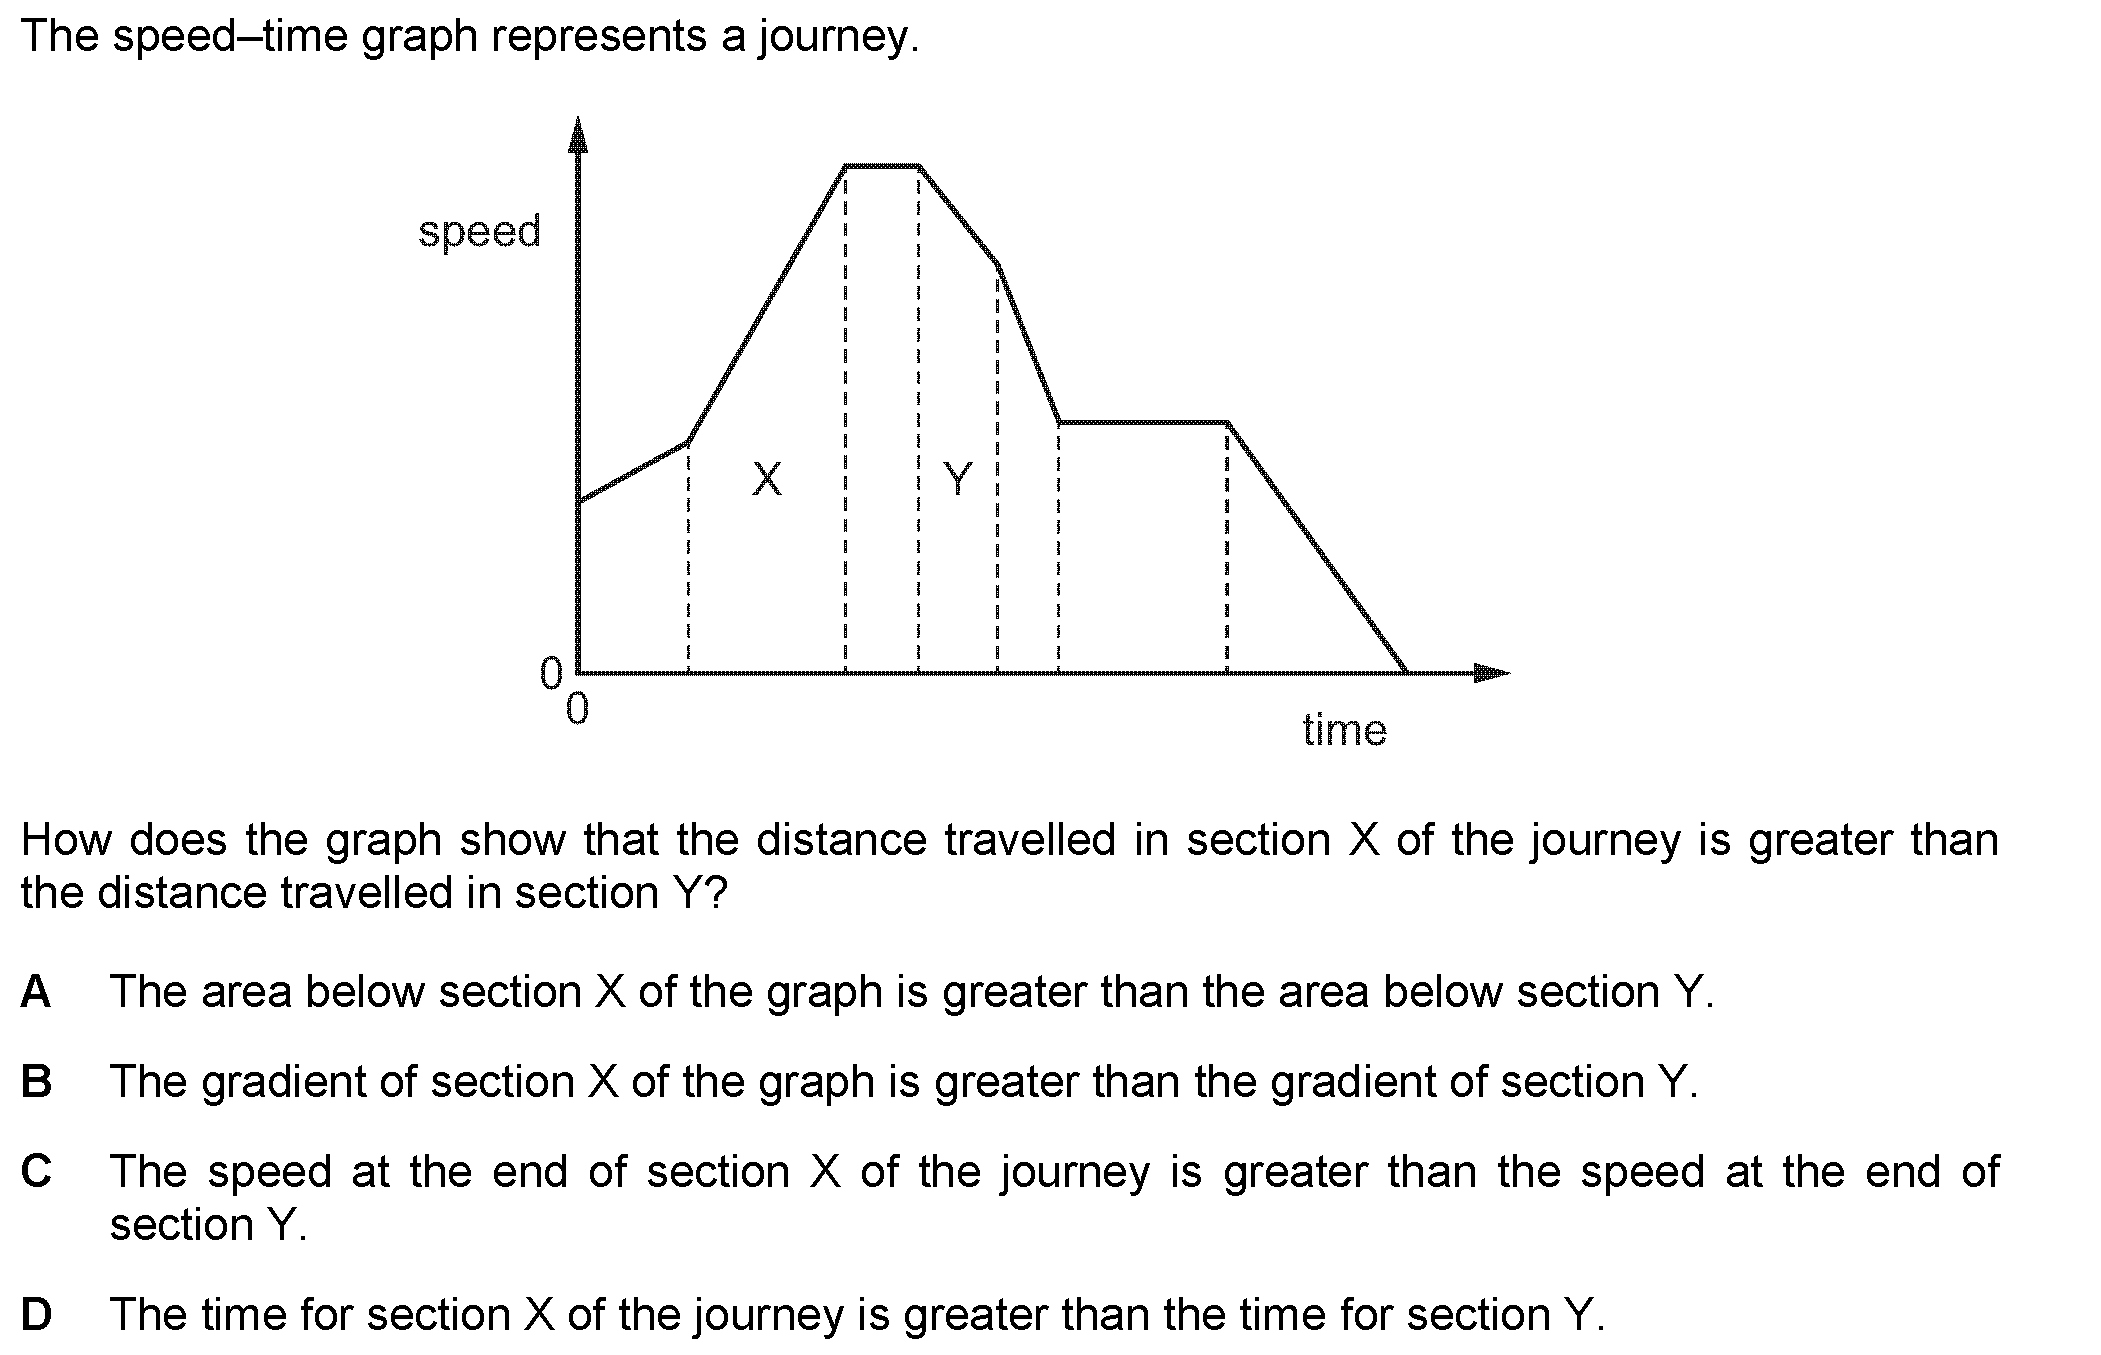 The speed–time graph represents a journey.
speed
X
Y
0
0
time
How does the graph show that the distance travelled in section X of the journey is greater than
the distance travelled in section Y?
A The area below section X of the graph is greater than the area below section Y.
B The gradient of section X of the graph is greater than the gradient of section Y.
C The speed at the end of section X of the journey is greater than the speed at the end of
section Y.
D The time for section X of the journey is greater than the time for section Y.